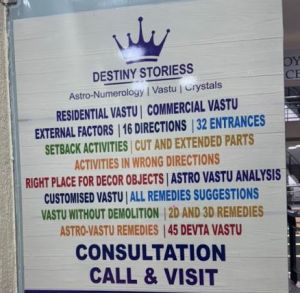 DESTINY STORIESS
Astro-Numerology | Vastu | Crystals
RESIDENTIAL VASTU | COMMERCIAL VASTU
EXTERNAL FACTORS | 16 DIRECTIONS | 32 ENTRANCES
SETBACK ACTIVITIES | CUT AND EXTENDED PARTS
ACTIVITIES IN WRONG DIRECTIONS
RIGHT PLACE FOR DECOR OBJECTS | ASTRO VASTU ANALYSIS
CUSTOMISED VASTU | ALL REMEDIES SUGGESTIONS
VASTU WITHOUT DEMOLITION | 2D AND 3D REMEDIES
ASTRO-VASTU REMEDIES | 45 DEVTA VASTU
CONSULTATION
CALL & VISIT